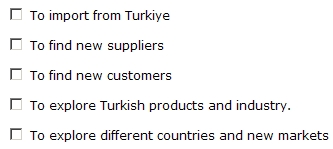 To import from Turkiye
To find new suppliers
To find new customers
To explore Turkish products and industry.
To explore different countries and new markets